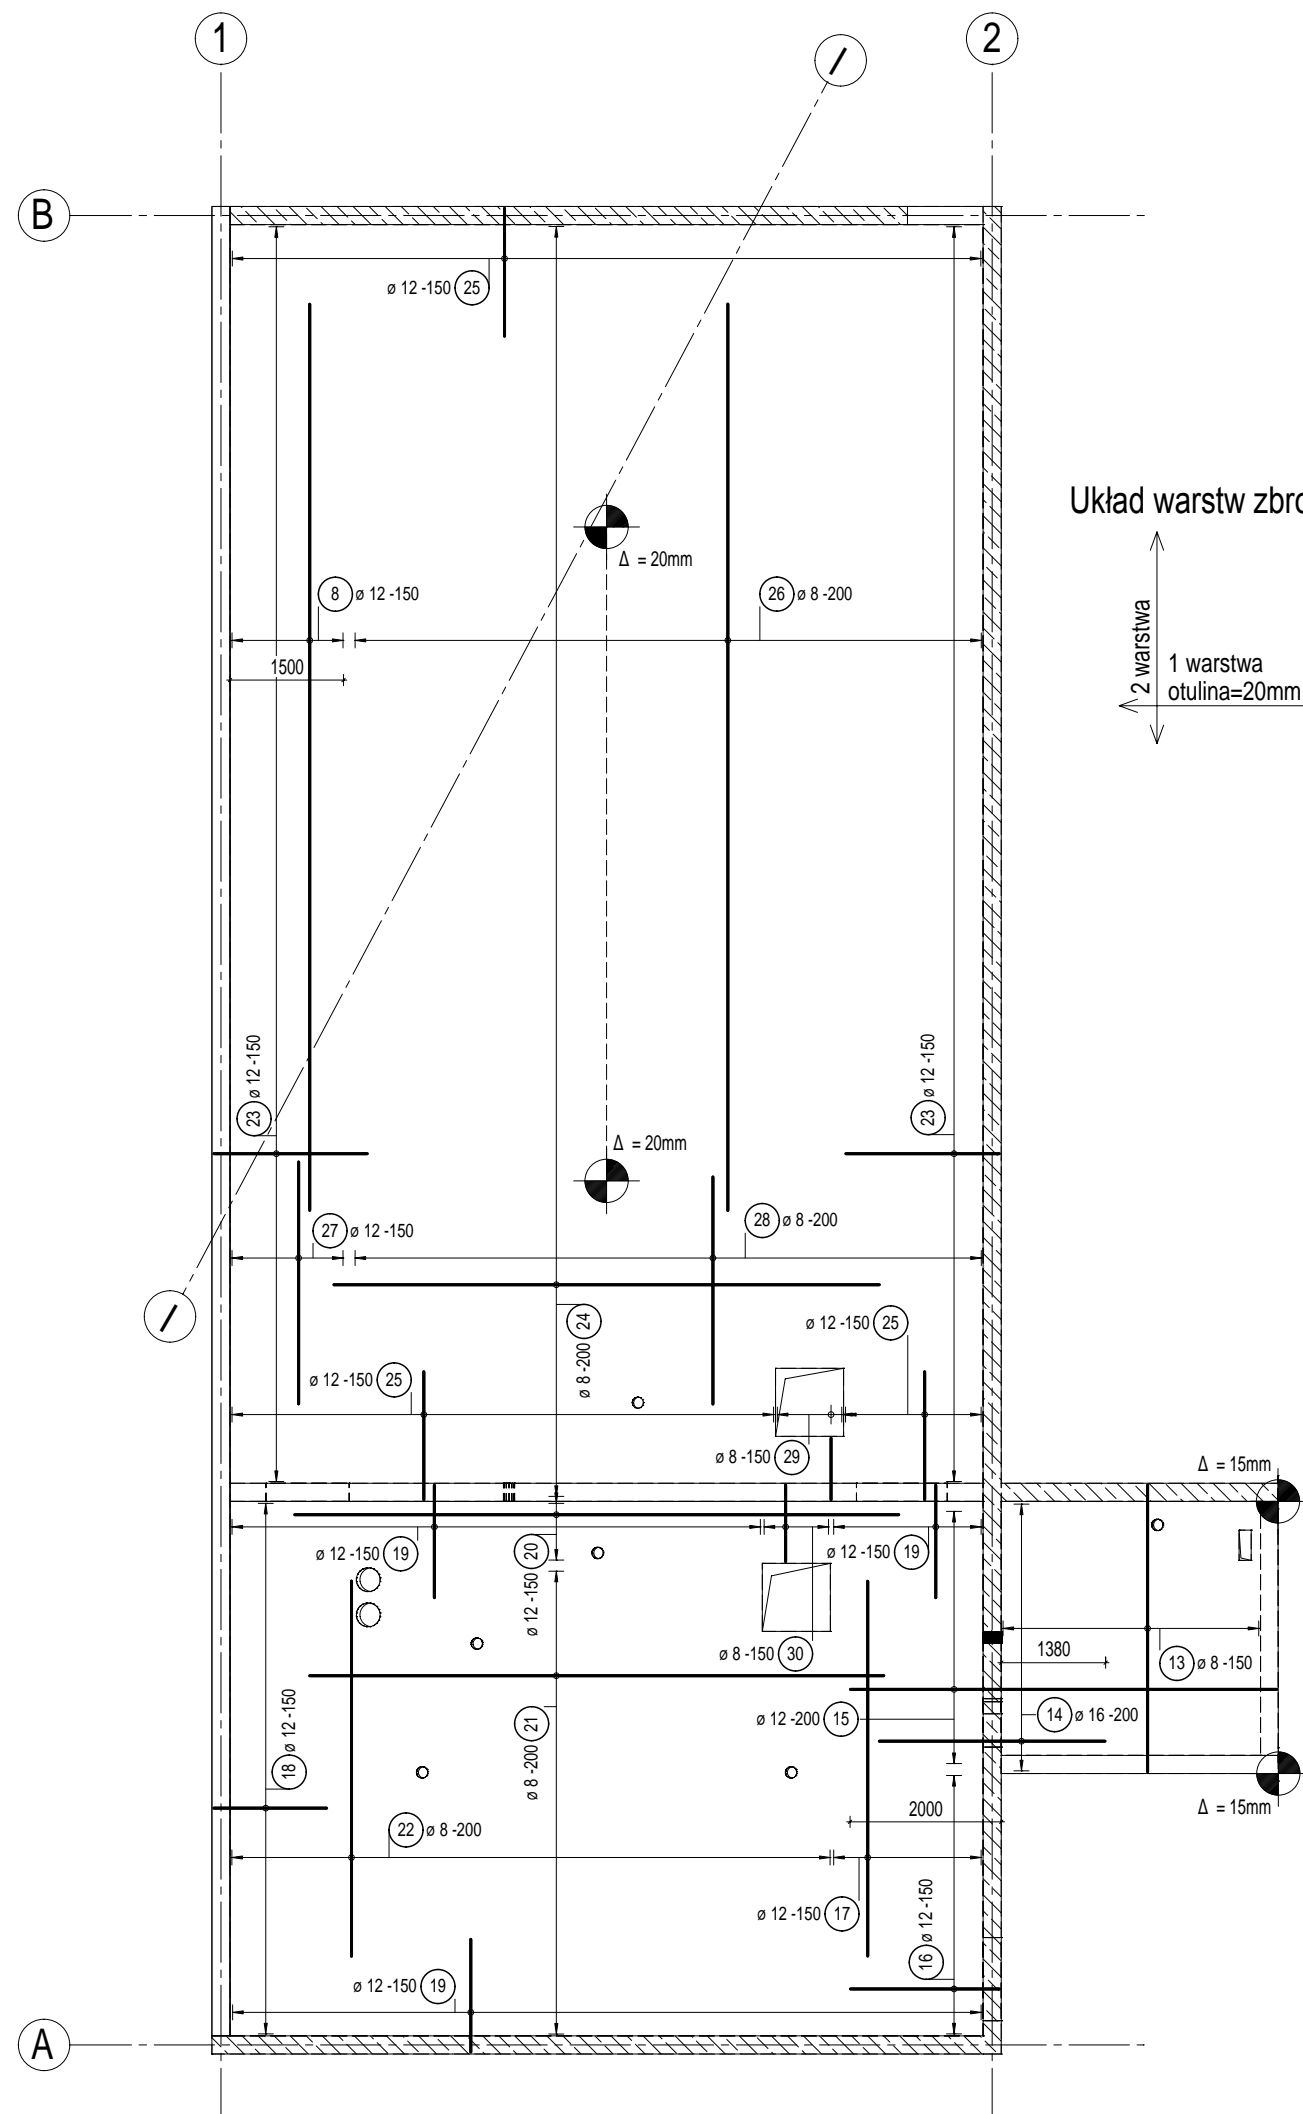 1
2
B
ø 12 -150 25
Układ warstw zbro
Δ = 20mm
8 ø 12 -150
26 ø 8 -200
2 warstwa
1 warstwa
otulina=20mm
1500
23 ø 12 -150
23 ø 12 -150
Δ = 20mm
27 ø 12 -150
28 ø 8 -200
ø 8 -200 24
ø 12 -150 25
ø 12 -150 25
ø 8 -150 29
Δ = 15mm
ø 12 -150 19
ø 12 -150 20
ø 12 -150 19
ø 8 -150 30
1380
13 ø 8 -150
ø 12 -200 15
14 ø 16 -200
18 ø 12 -150
ø 8 -200 21
2000
Δ = 15mm
22 ø 8 -200
ø 12 -150 17
16 ø 12 -150
ø 12 -150 19
A